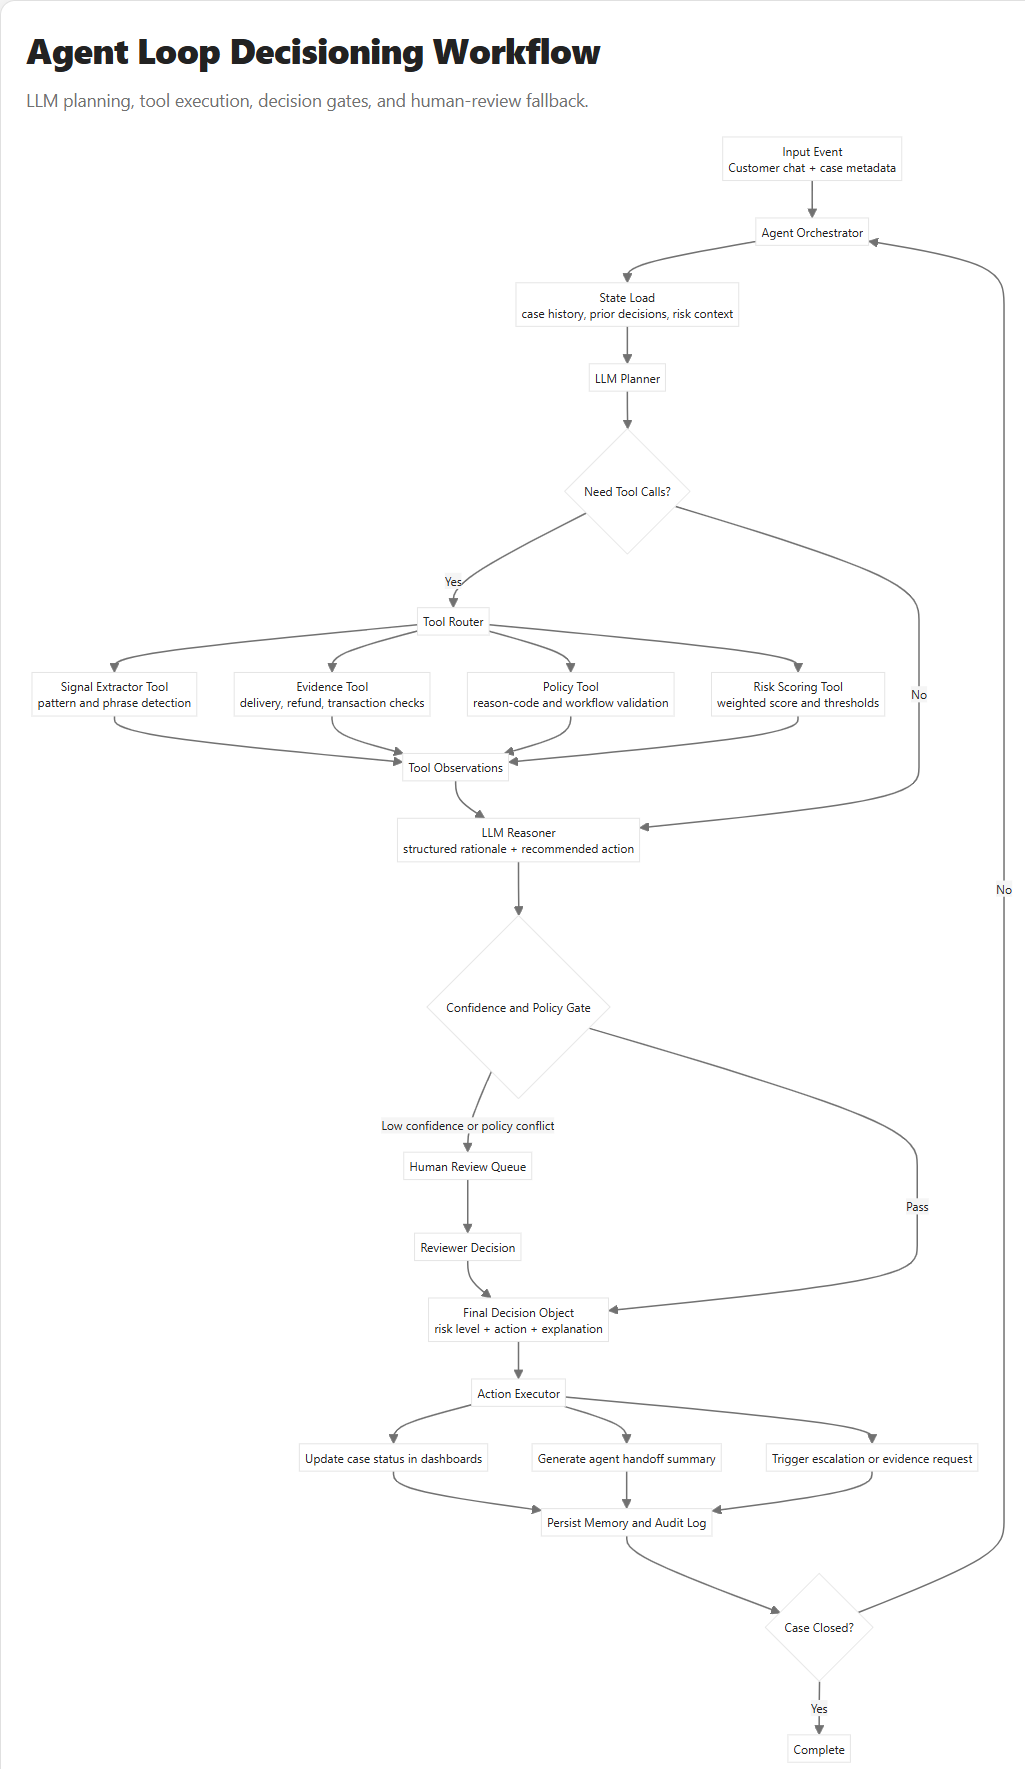 Agent Loop Decisioning Workflow
LLM planning, tool execution, decision gates, and human-review fallback.
Input Event
Customer chat + case metadata
Agent Orchestrator
State Load
case history, prior decisions, risk context
LLM Planner
Need Tool Calls?
Yes
Tool Router
Signal Extractor Tool
pattern and phrase detection
Evidence Tool
delivery, refund, transaction checks
Policy Tool
reason-code and workflow validation
Risk Scoring Tool
weighted score and thresholds
No
Tool Observations
LLM Reasoner
structured rationale + recommended action
No
Confidence and Policy Gate
Low confidence or policy conflict
Human Review Queue
Pass
Reviewer Decision
Final Decision Object
risk level + action + explanation
Action Executor
Update case status in dashboards
Generate agent handoff summary
Trigger escalation or evidence request
Persist Memory and Audit Log
Case Closed?
Yes
Complete